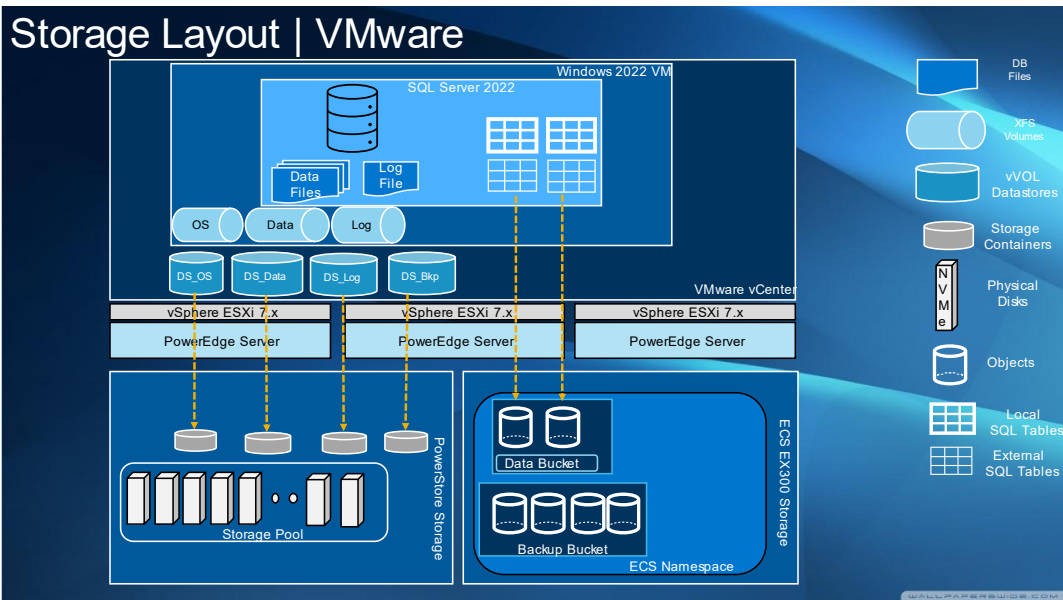 Storage Layout | VMware
Windows 2022 VM
SQL Server 2022
Data
Files
Log
File
OS
Data
Log
DS_OS
DS_Data
DS_Log
DS_Bkp
VMware vCenter
vSphere ESXi 7.x
vSphere ESXi 7.x
vSphere ESXi 7.x
PowerEdge Server
PowerEdge Server
PowerEdge Server
Storage Pool
PowerStore Storage
Data Bucket
Backup Bucket
ECS Namespace
ECS EX300 Storage
DB
Files
XFS
Volumes
vVOL
Datastores
Storage
Containers
N
V
M
e
Physical
Disks
Objects
Local
SQL Tables
External
SQL Tables
WALLPAPERSWIDE.COM